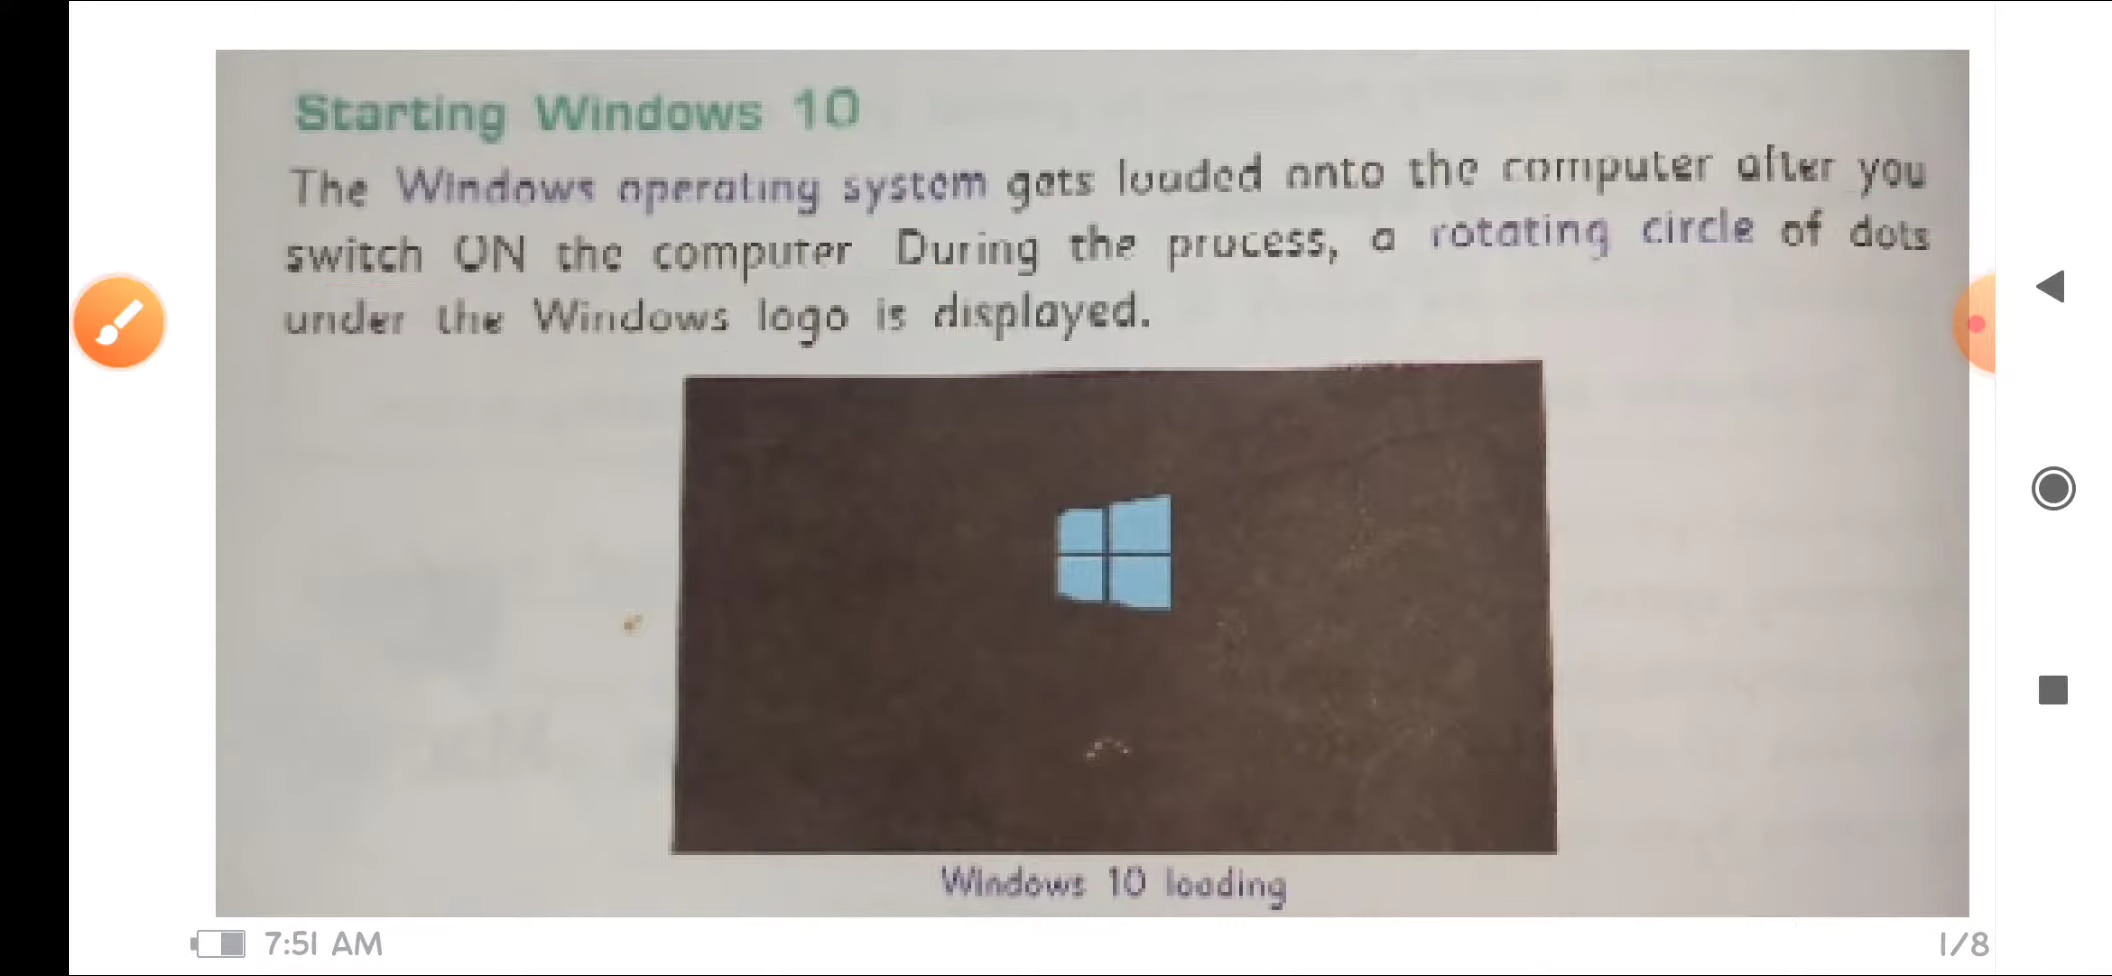 Starting Windows 10
The Windows operating system gets loaded onto the computer after you
switch ON the computer During the process, a rotating circle of dots
under the Windows logo is displayed.
Windows 10 loading
7:51 AM
1/8